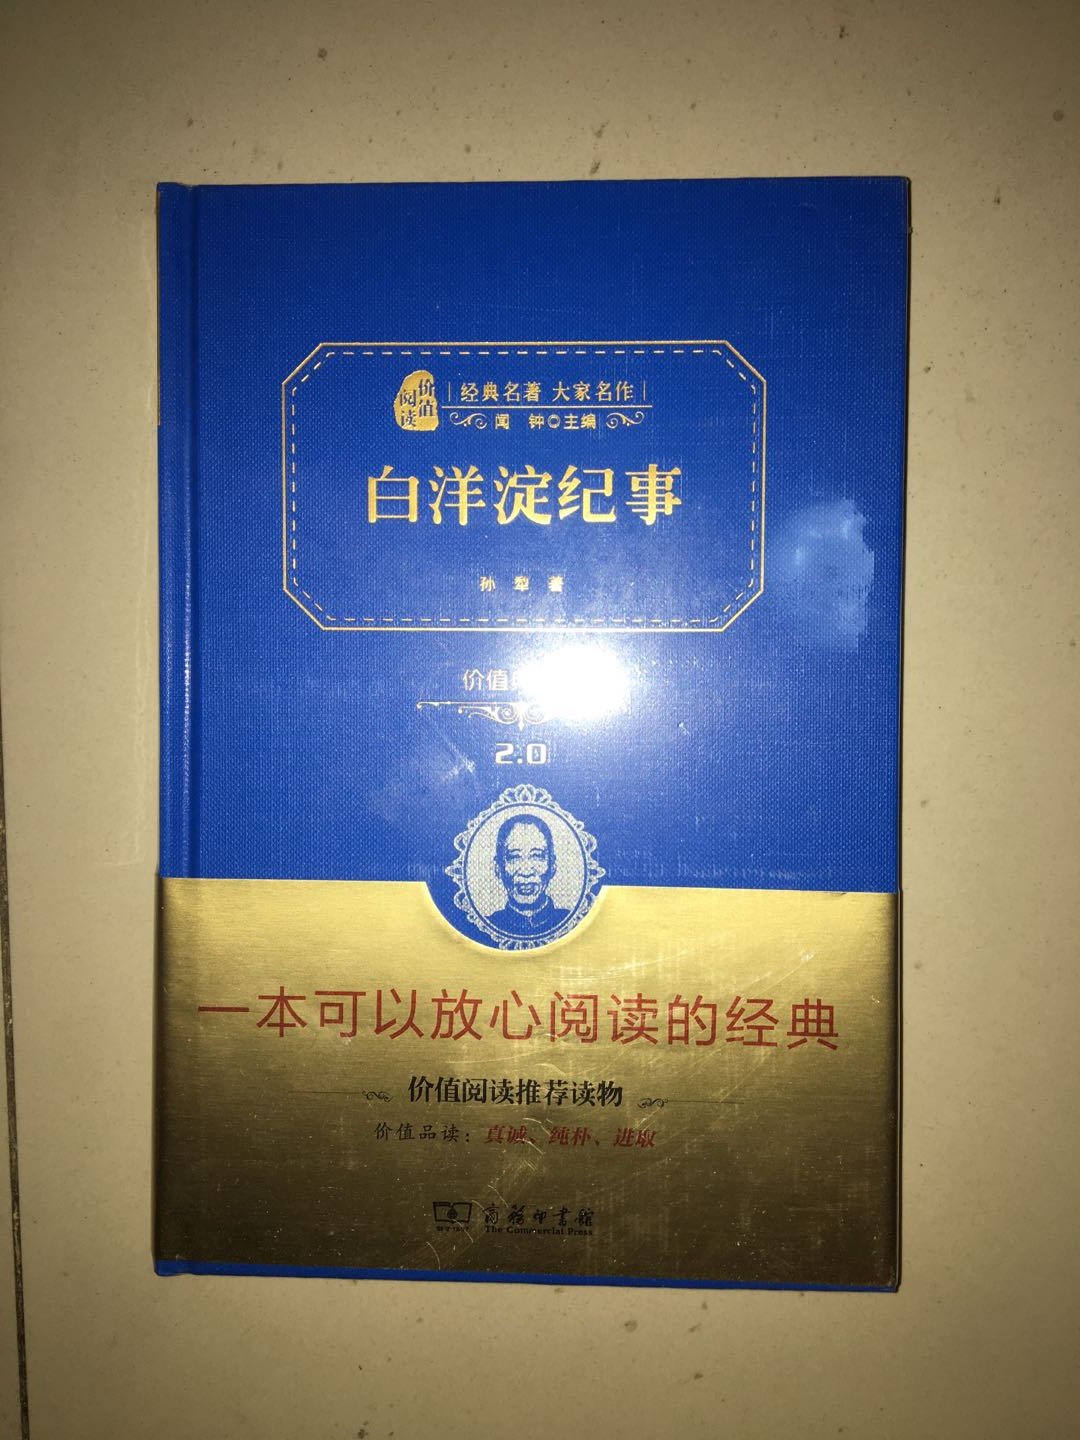 价值阅读
经典名著 大家名作
闻 钟◎主编
白洋淀纪事
孙 犁 著
价值
2.0
一本可以放心阅读的经典
价值阅读推荐读物
价值品读：真诚、纯朴、进取
商务印书馆
The Commercial Press